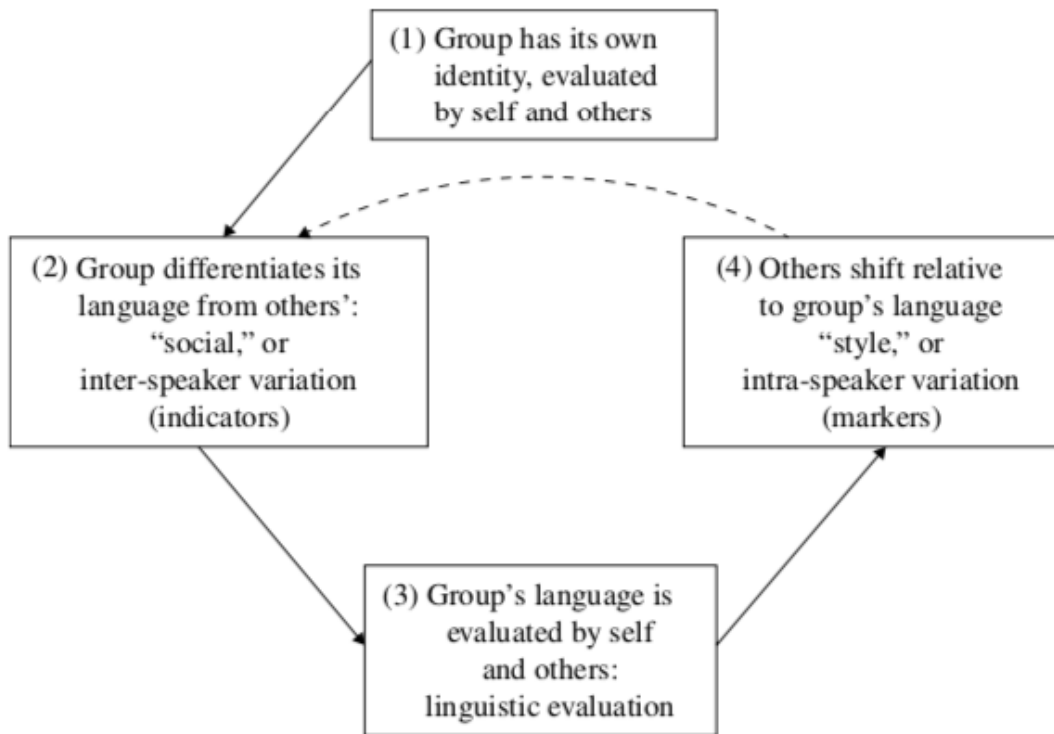 (1) Group has its own
identity, evaluated
by self and others
(2) Group differentiates its
language from others’:
“social,” or
inter-speaker variation
(indicators)
(4) Others shift relative
to group’s language
“style,” or
intra-speaker variation
(markers)
(3) Group’s language is
evaluated by self
and others:
linguistic evaluation